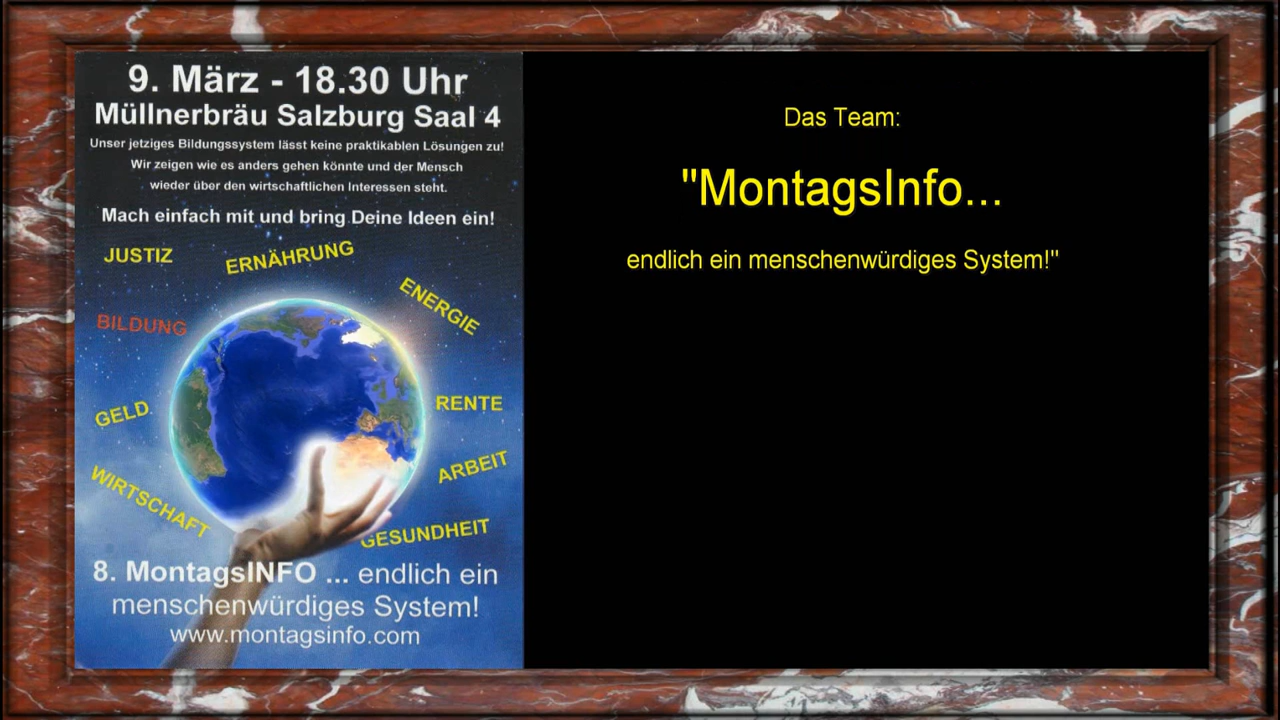 9. März - 18.30 Uhr
Müllnerbräu Salzburg Saal 4
Unser jetziges Bildungssystem lässt keine praktikablen Lösungen zu!
Wir zeigen wie es anders gehen könnte und der Mensch
wieder über den wirtschaftlichen Interessen steht.
Mach einfach mit und bring Deine Ideen ein!
JUSTIZ
ERNÄHRUNG
ENERGIE
BILDUNG
GELD
RENTE
WIRTSCHAFT
ARBEIT
GESUNDHEIT
8. MontagsINFO ... endlich ein
menschenwürdiges System!
www.montagsinfo.com
Das Team:
"MontagsInfo...
endlich ein menschenwürdiges System!"